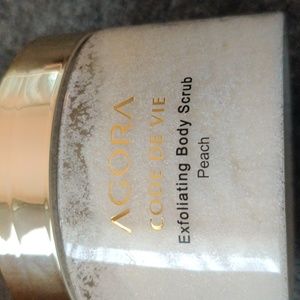 AGORA
CODE DE VIE
Exfoliating Body Scrub
Peach